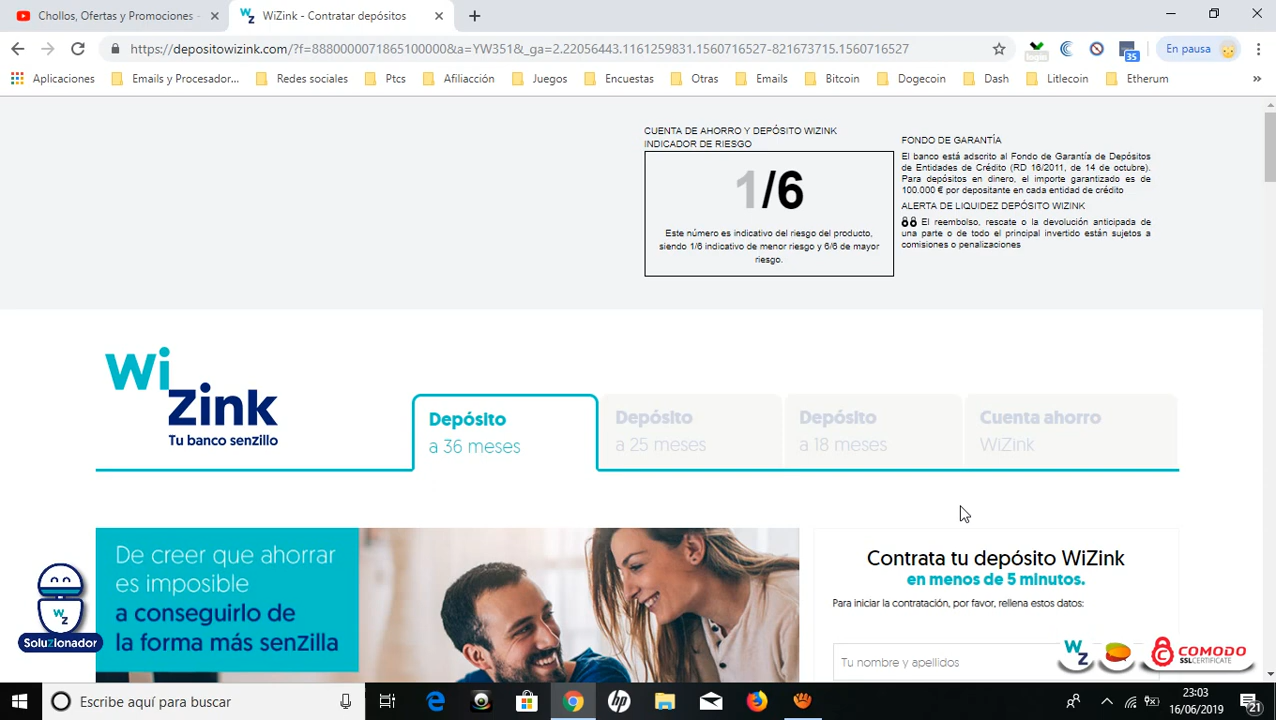 Chollos, Ofertas y Promociones -
WiZink - Contratar depósitos
https://depositowizink.com/?f=8880000718651000000&a=YW351&_ga=2.22056443.1161259831.1560716527-821673715.1560716527
35
En pausa
Aplicaciones
Emails y Procesador...
Redes sociales
Ptcs
Afiliacción
Juegos
Encuestas
Otras
Emails
Bitcoin
Dogecoin
Dash
Litlecoin
Etherum
»
CUENTA DE AHORRO Y DEPÓSITO WIZINK
INDICADOR DE RIESGO
1/6
Este número es indicativo del riesgo del producto,
siendo 1/6 indicativo de menor riesgo y 6/6 de mayor
riesgo.
FONDO DE GARANTÍA
El banco está adscrito al Fondo de Garantía de Depósitos
de Entidades de Crédito (RD 16/2011, de 14 de octubre).
Para depósitos en dinero, el importe garantizado es de
100.000 € por depositante en cada entidad de crédito
ALERTA DE LIQUIDEZ DEPÓSITO WIZINK
El reembolso, rescate o la devolución anticipada de
una parte o de todo el principal invertido están sujetos a
comisiones o penalizaciones
Wi
Zink
Tu banco senzillo
Depósito
a 36 meses
Depósito
a 25 meses
Depósito
a 18 meses
Cuenta ahorro
WiZink
De creer que ahorrar
es imposible
a conseguirlo de
la forma más senZilla
W
Z
SoluZionador
Contrata tu depósito WiZink
en menos de 5 minutos.
Para iniciar la contratación, por favor, rellena estos datos:
Tu nombre y apellidos
W
Z
COMODO
SSL CERTIFICATE
Escribe aquí para buscar
hp
23:03
16/06/2019
21